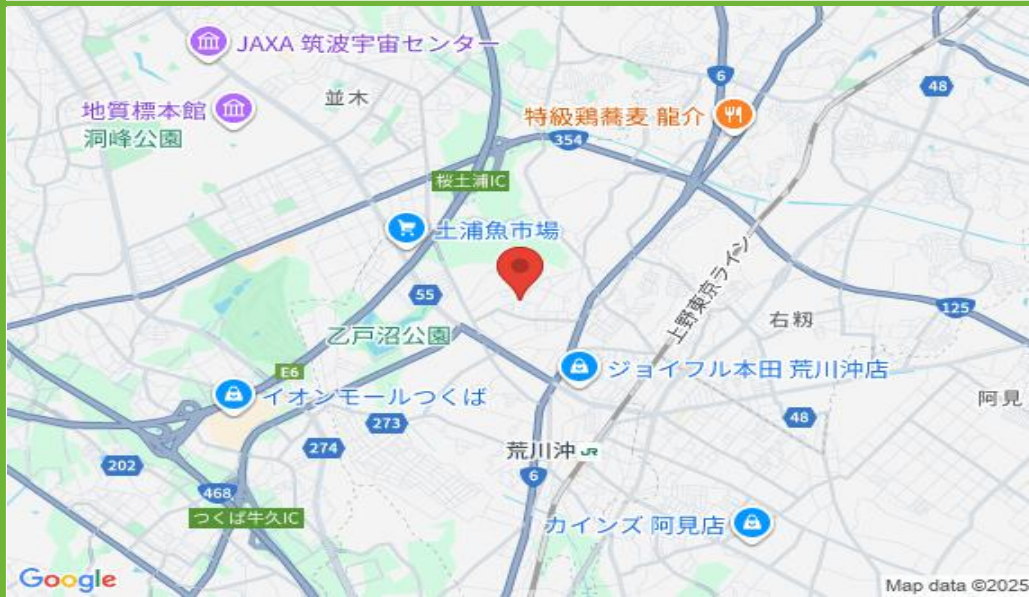 JAXA 筑波宇宙センター
6
48
並木
地質標本館
特級鶏蕎麦 龍介
洞峰公園
354
桜土浦IC
土浦魚市場
上野東京ライン
55
125
右籾
乙戸沼公園
E6
ジョイフル本田 荒川沖店
イオンモールつくば
阿見
273
48
274
荒川沖 JR
202
6
468
つくば牛久IC
カインズ 阿見店
Google
Map data ©2025